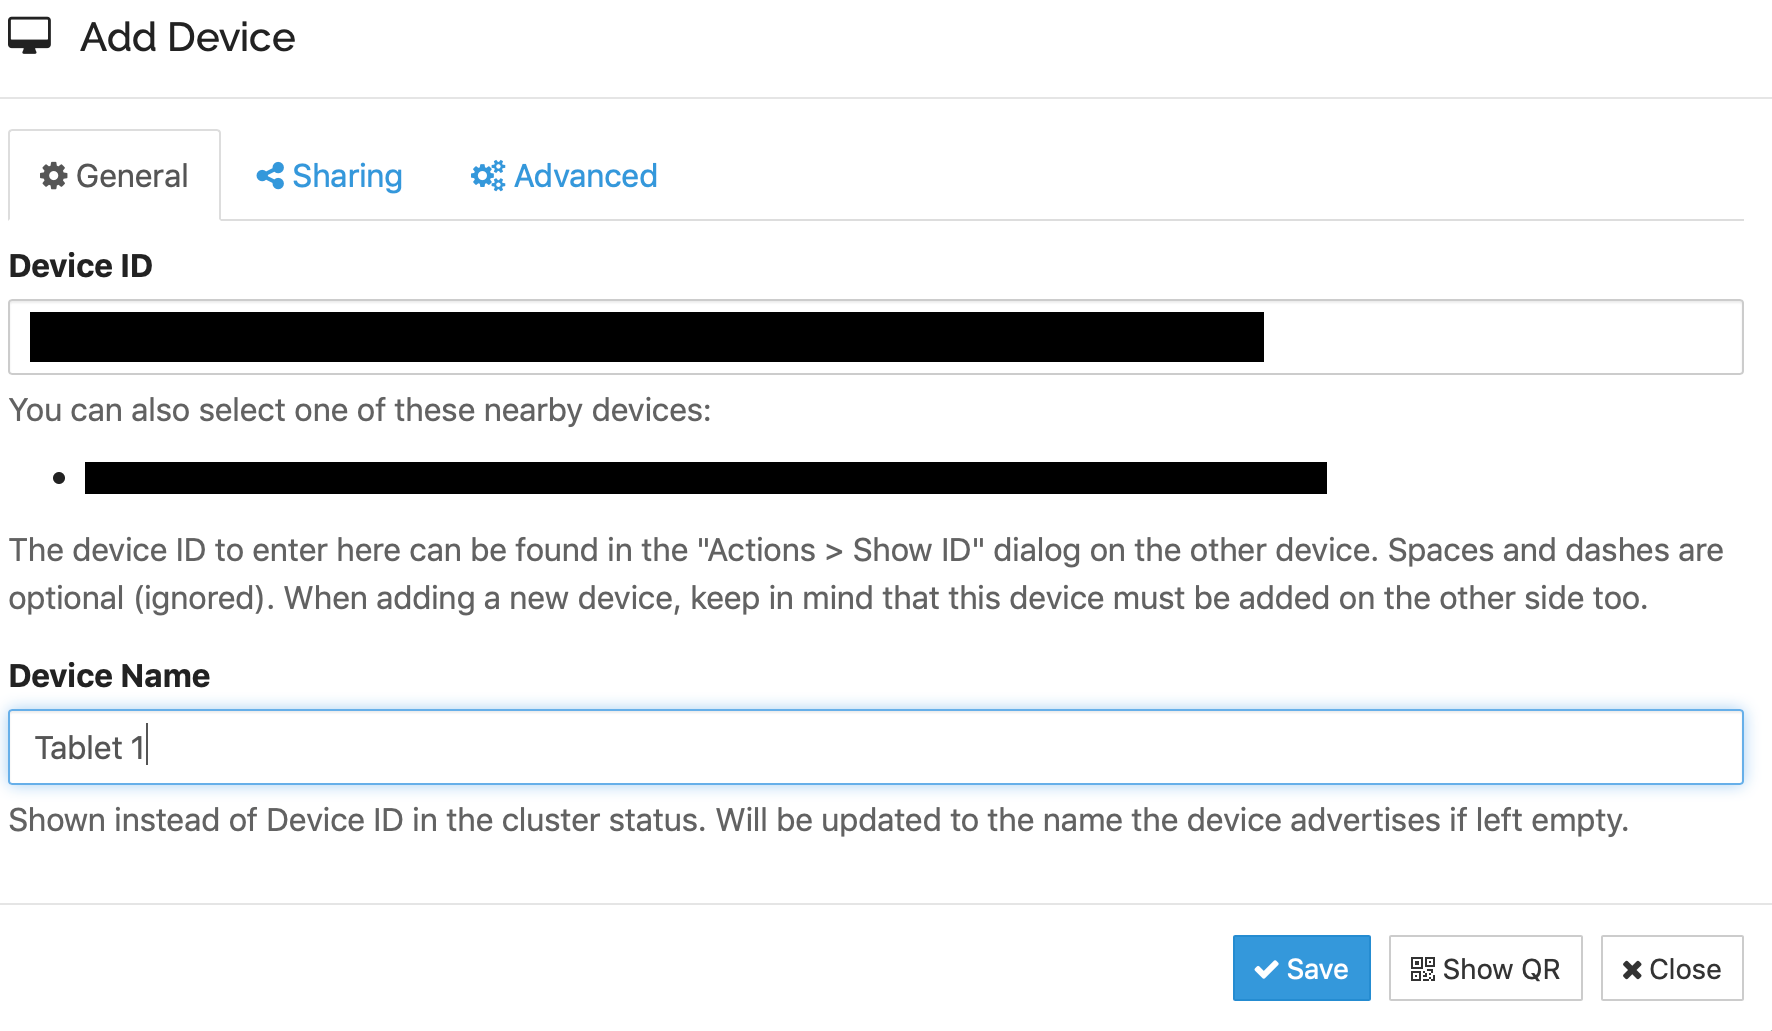 Add Device
General Sharing Advanced
Device ID
You can also select one of these nearby devices:
The device ID to enter here can be found in the "Actions > Show ID" dialog on the other device. Spaces and dashes are
optional (ignored). When adding a new device, keep in mind that this device must be added on the other side too.
Device Name
Tablet 1
Shown instead of Device ID in the cluster status. Will be updated to the name the device advertises if left empty.
Save Show QR Close